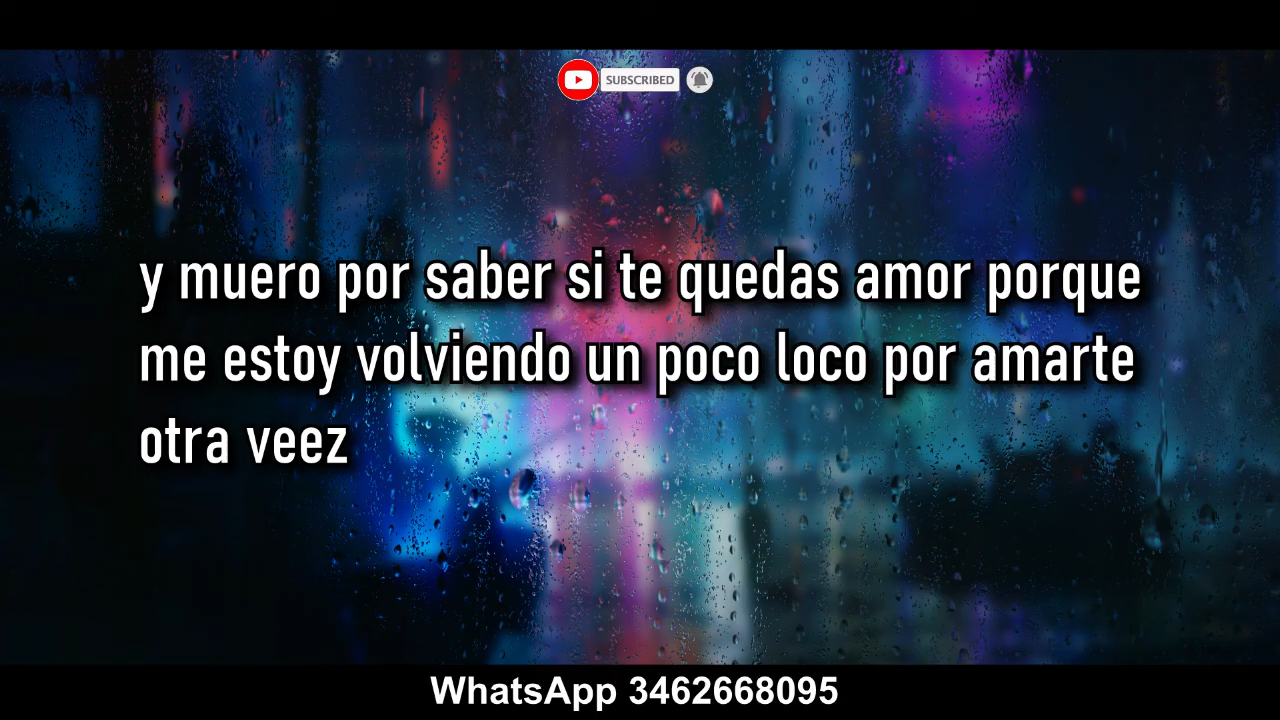 SUBSCRIBED
y muero por saber si te quedas amor porque
me estoy volviendo un poco loco por amarte
otra veez
WhatsApp 3462668095